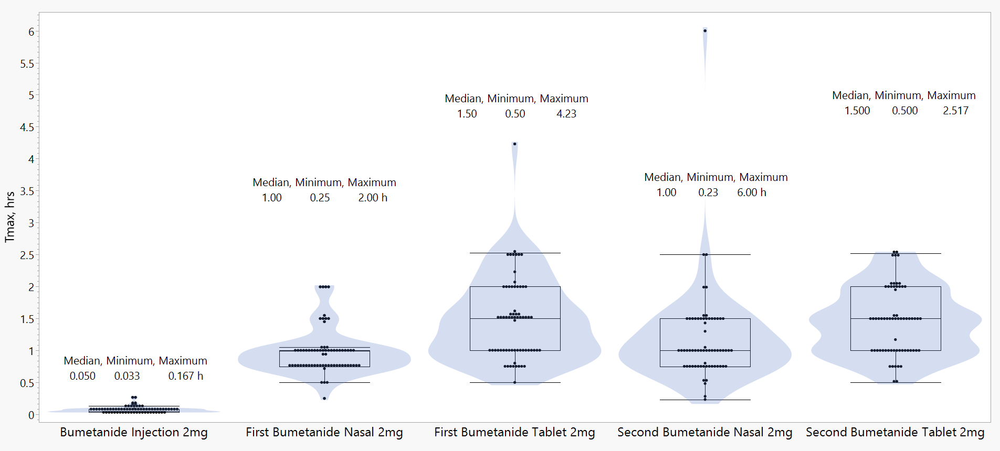 Tmax, hrs
6
5.5
5
4.5
4
3.5
3
2.5
2
1.5
1
0.5
0
Median, Minimum, Maximum
0.050 0.033 0.167 h
Median, Minimum, Maximum
1.00 0.25 2.00 h
Median, Minimum, Maximum
1.50 0.50 4.23
Median, Minimum, Maximum
1.00 0.23 6.00 h
Median, Minimum, Maximum
1.500 0.500 2.517
Bumetanide Injection 2mg
First Bumetanide Nasal 2mg
First Bumetanide Tablet 2mg
Second Bumetanide Nasal 2mg
Second Bumetanide Tablet 2mg